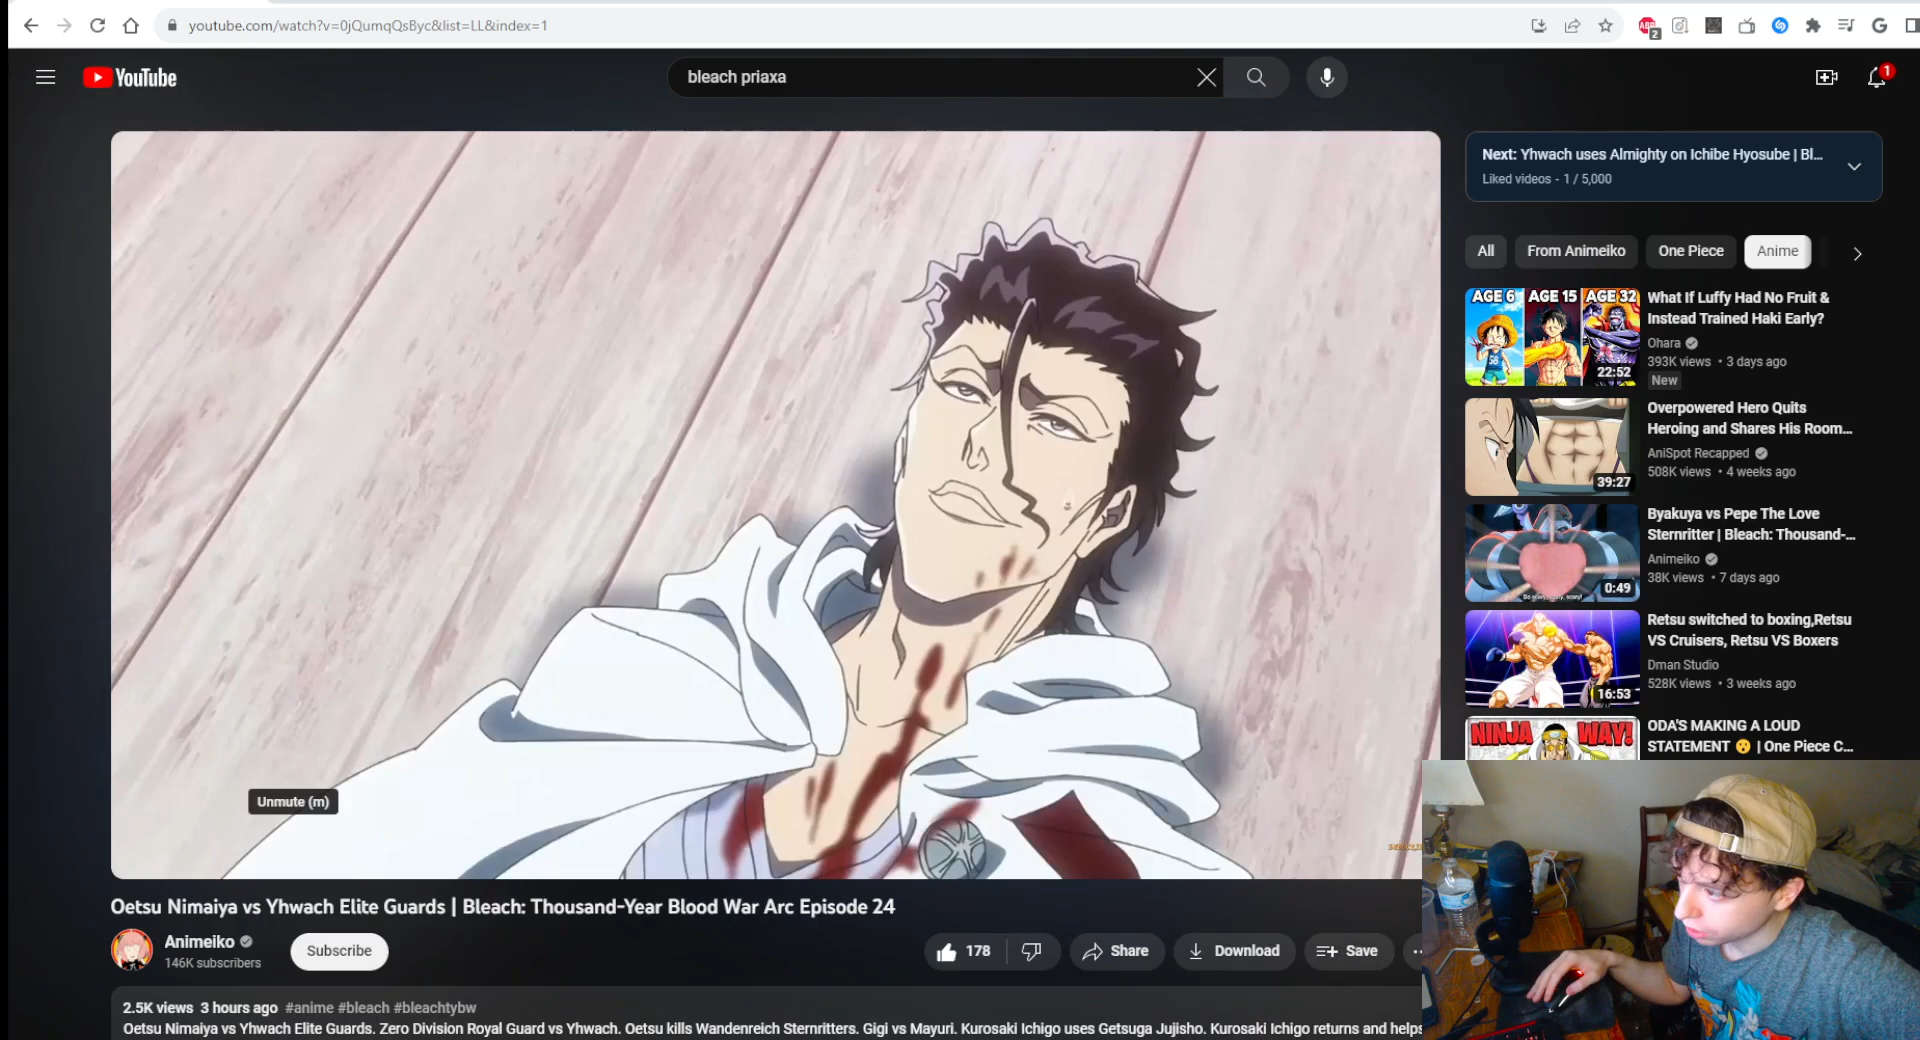 youtube.com/watch?v=0jQumqQsByc&list=LL&index=1
ABP
2
YouTube
bleach priaxa
1
Unmute (m)
Oetsu Nimaiya vs Yhwach Elite Guards | Bleach: Thousand-Year Blood War Arc Episode 24
Animeiko
146K subscribers
Subscribe
178
Share
Download
Save
2.5K views 3 hours ago #anime #bleach #bleachtybw
Oetsu Nimaiya vs Yhwach Elite Guards. Zero Division Royal Guard vs Yhwach. Oetsu kills Wandenreich Sternritters. Gigi vs Mayuri. Kurosaki Ichigo uses Getsuga Jujisho. Kurosaki Ichigo returns and helps
Next: Yhwach uses Almighty on Ichibe Hyosube | Bl...
Liked videos - 1 / 5,000
All
From Animeiko
One Piece
Anime
AGE 6 AGE 15 AGE 32
22:52
What If Luffy Had No Fruit &
Instead Trained Haki Early?
Ohara
393K views • 3 days ago
New
39:27
Overpowered Hero Quits
Heroing and Shares His Room...
AniSpot Recapped
508K views • 4 weeks ago
0:49
Byakuya vs Pepe The Love
Sternritter | Bleach: Thousand-...
Animeiko
38K views • 7 days ago
16:53
Retsu switched to boxing,Retsu
VS Cruisers, Retsu VS Boxers
Dman Studio
528K views • 3 weeks ago
NINJA WAY!
ODA'S MAKING A LOUD
STATEMENT 😮 | One Piece C...